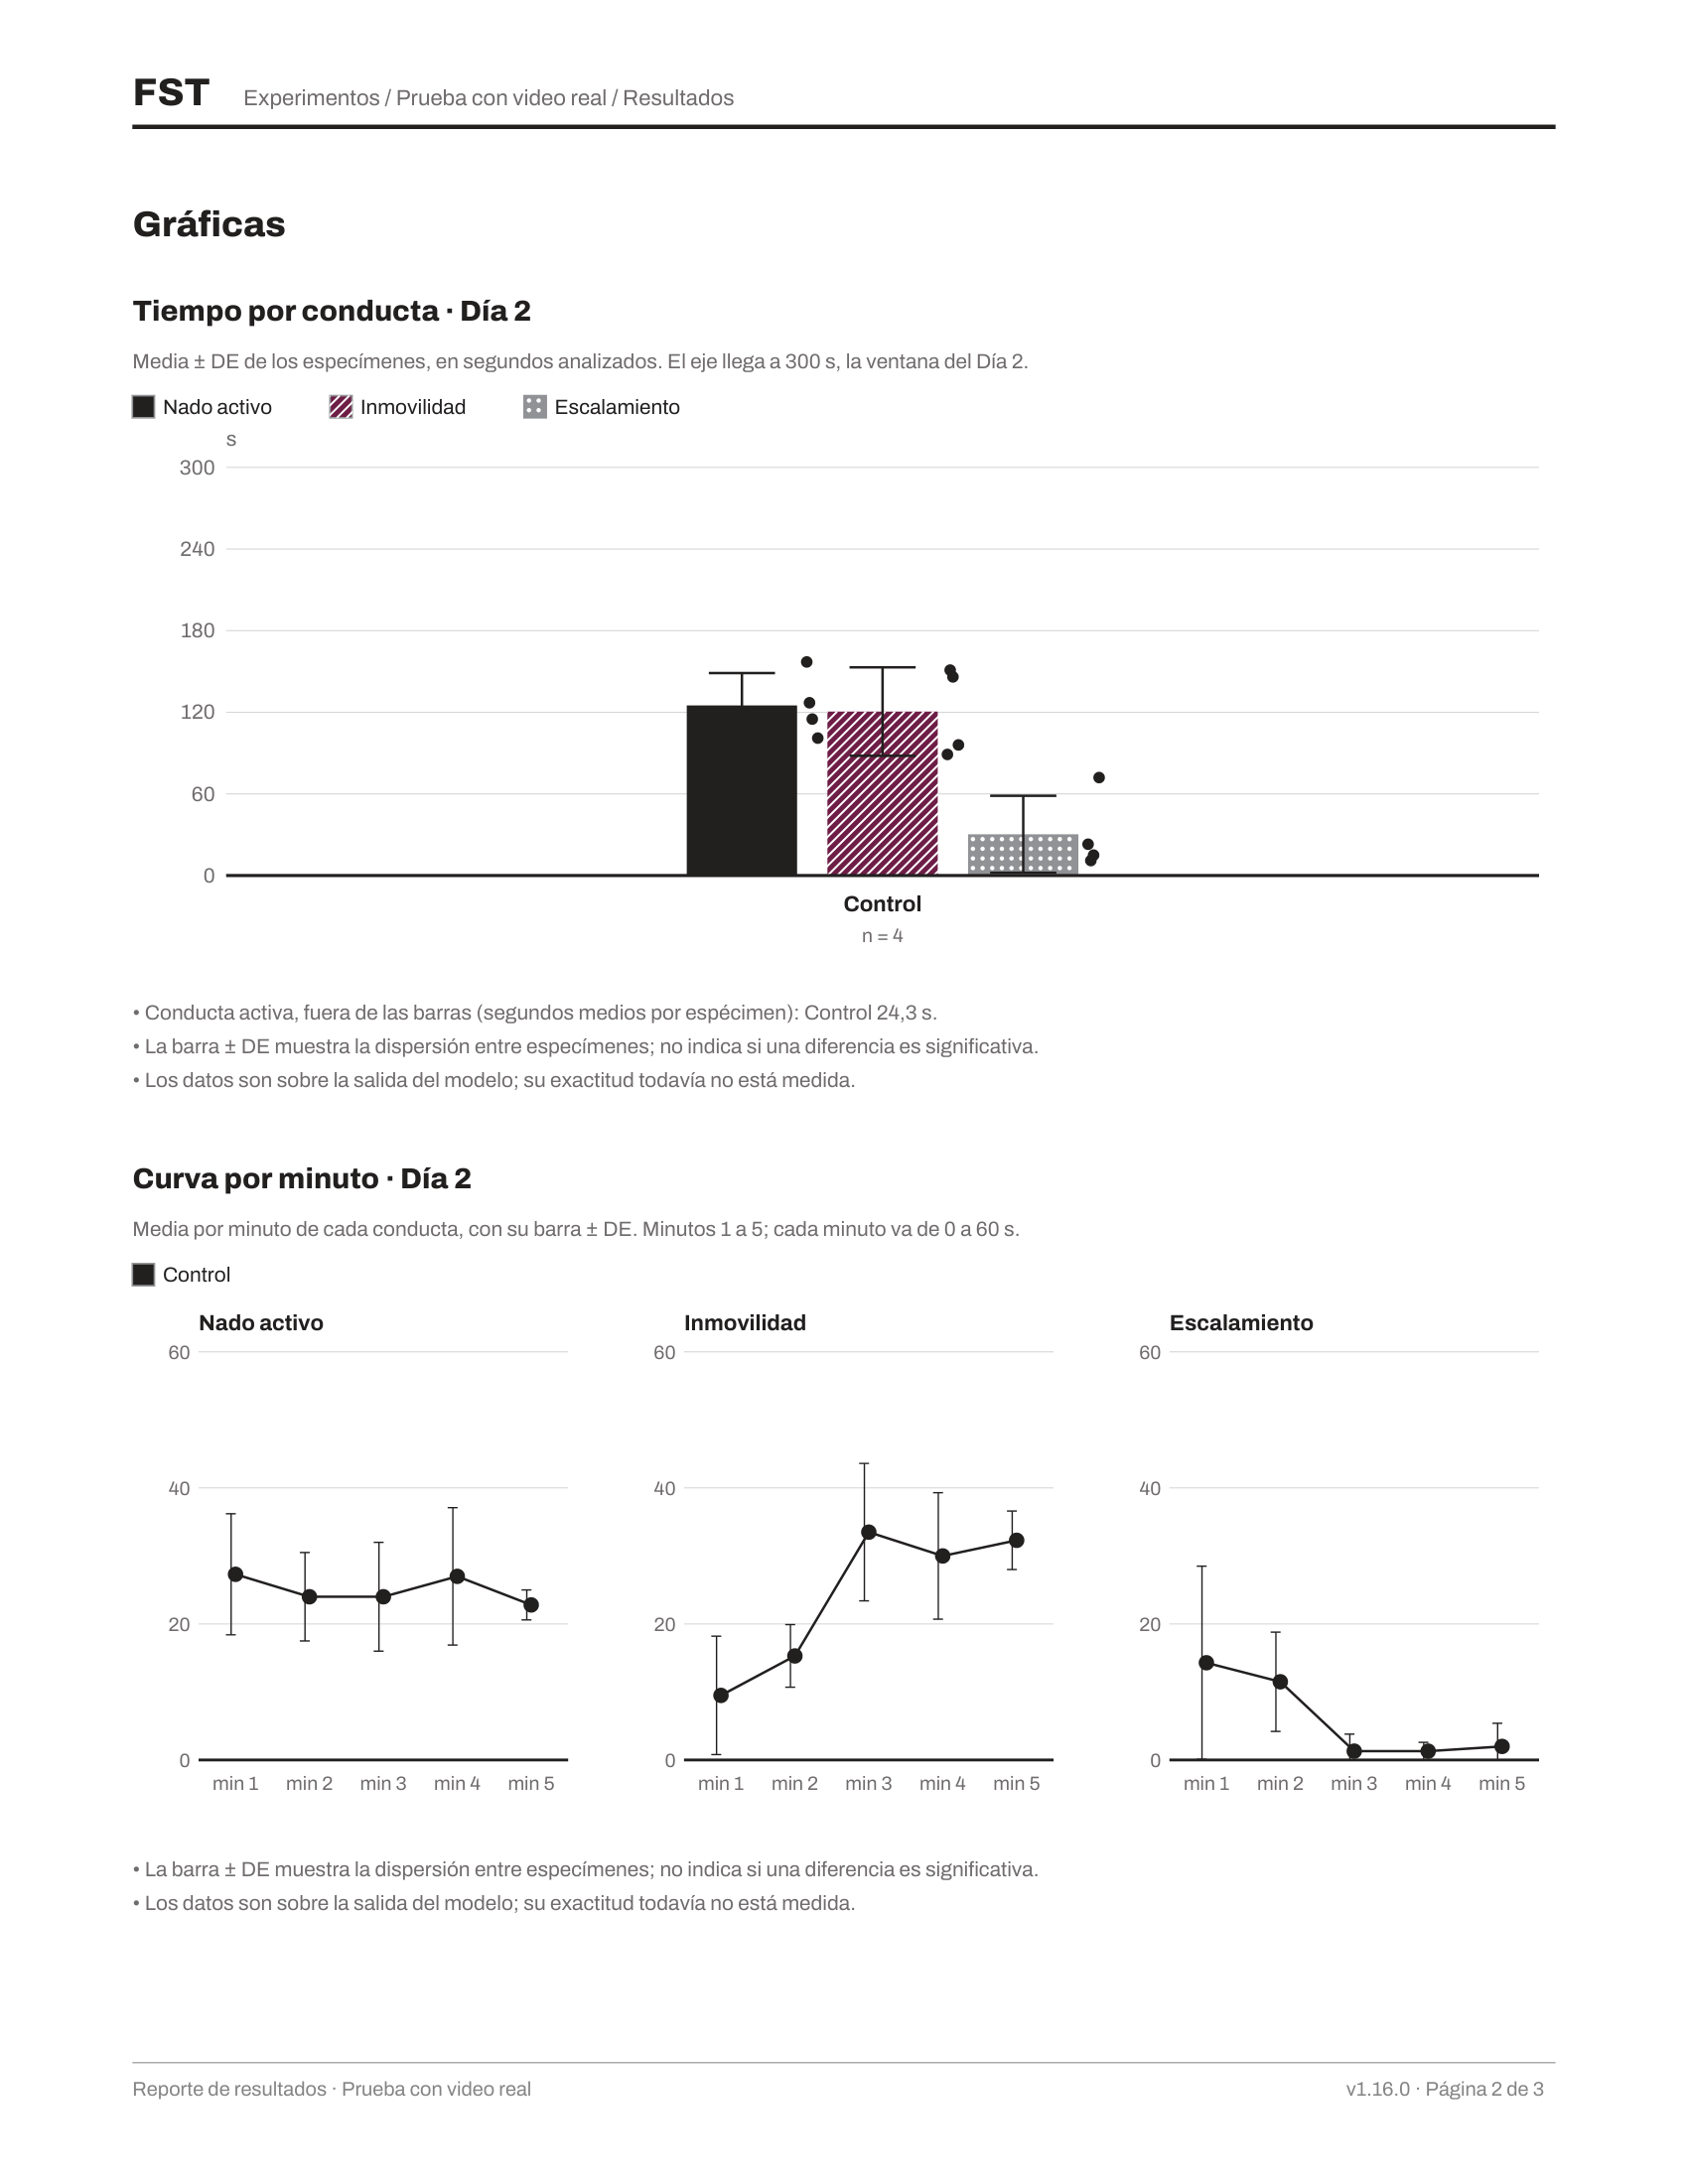 FST Experimentos / Prueba con video real / Resultados
Gráficas
Tiempo por conducta · Día 2
Media ± DE de los especímenes, en segundos analizados. El eje llega a 300 s, la ventana del Día 2.
Nado activo Inmovilidad Escalamiento
s
300
240
180
120
60
0
Control
n = 4
• Conducta activa, fuera de las barras (segundos medios por espécimen): Control 24,3 s.
• La barra ± DE muestra la dispersión entre especímenes; no indica si una diferencia es significativa.
• Los datos son sobre la salida del modelo; su exactitud todavía no está medida.
Curva por minuto · Día 2
Media por minuto de cada conducta, con su barra ± DE. Minutos 1 a 5; cada minuto va de 0 a 60 s.
Control
Nado activo
60
40
20
0
min 1 min 2 min 3 min 4 min 5
Inmovilidad
60
40
20
0
min 1 min 2 min 3 min 4 min 5
Escalamiento
60
40
20
0
min 1 min 2 min 3 min 4 min 5
• La barra ± DE muestra la dispersión entre especímenes; no indica si una diferencia es significativa.
• Los datos son sobre la salida del modelo; su exactitud todavía no está medida.
Reporte de resultados · Prueba con video real v1.16.0 · Página 2 de 3